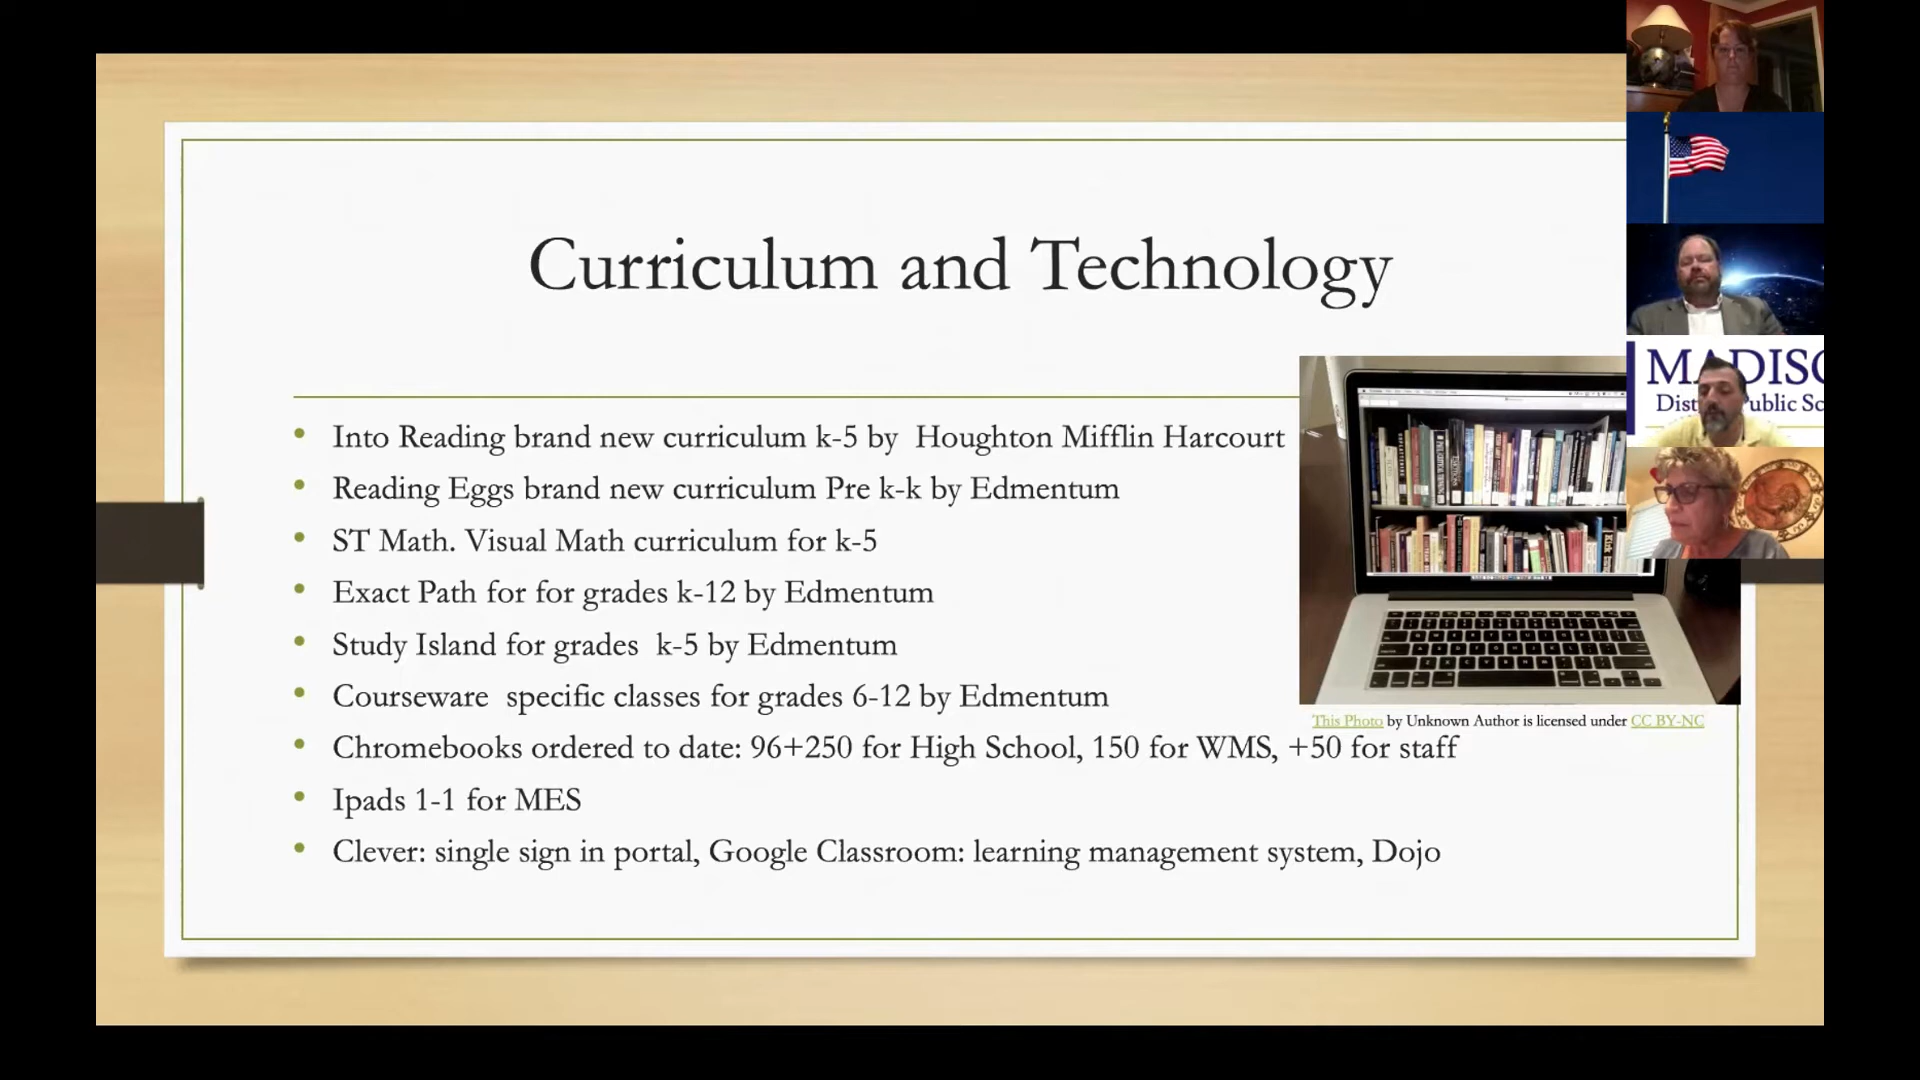 Curriculum and Technology
MADISO
Dist Public Sc
• Into Reading brand new curriculum k-5 by  Houghton Mifflin Harcourt
• Reading Eggs brand new curriculum Pre k-k by Edmentum
• ST Math. Visual Math curriculum for k-5
• Exact Path for for grades k-12 by Edmentum
• Study Island for grades  k-5 by Edmentum
• Courseware  specific classes for grades 6-12 by Edmentum
This Photo by Unknown Author is licensed under CC BY-NC
• Chromebooks ordered to date: 96+250 for High School, 150 for WMS, +50 for staff
• Ipads 1-1 for MES
• Clever: single sign in portal, Google Classroom: learning management system, Dojo